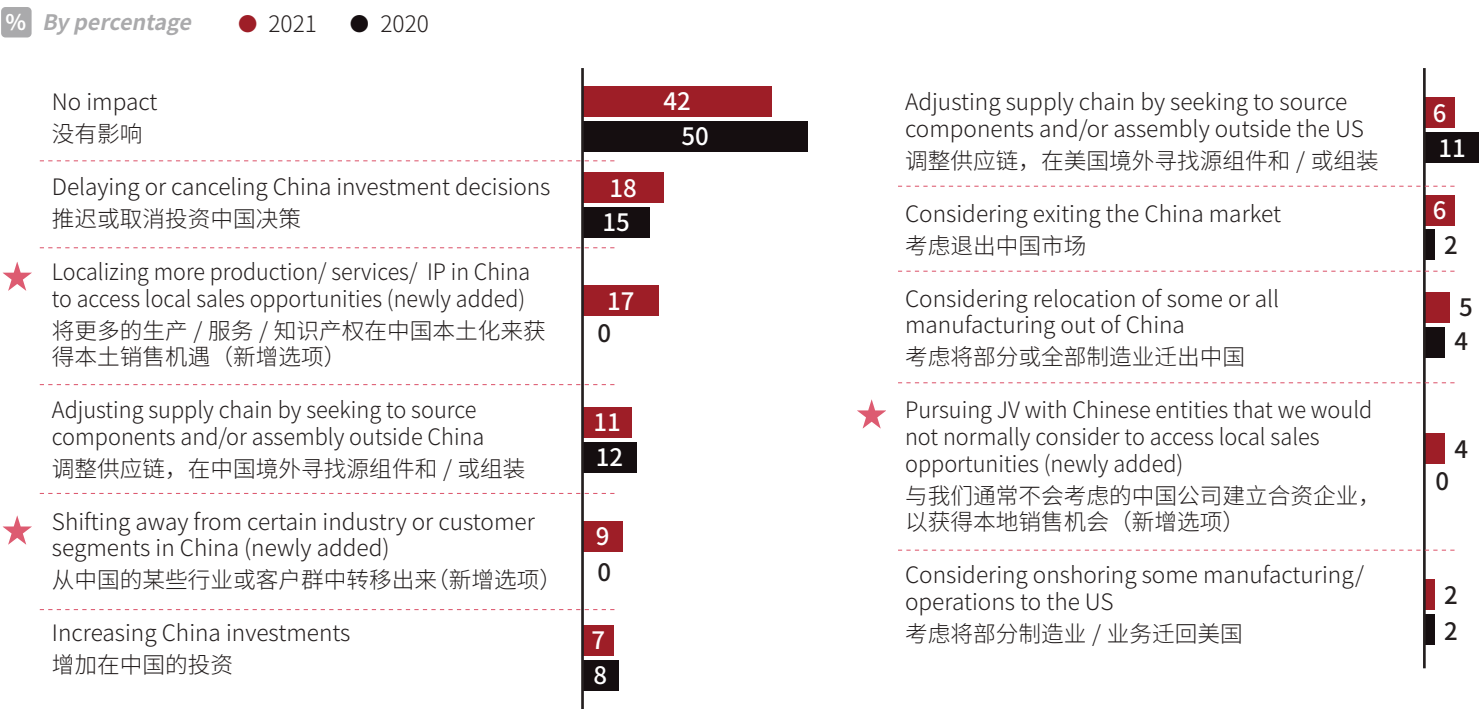 % By percentage ● 2021 ● 2020
No impact
没有影响
42
50
Delaying or canceling China investment decisions
推迟或取消投资中国决策
18
15
Localizing more production/ services/ IP in China
to access local sales opportunities (newly added)
将更多的生产 / 服务 / 知识产权在中国本土化来获
得本土销售机遇（新增选项）
17
0
Adjusting supply chain by seeking to source
components and/or assembly outside China
调整供应链，在中国境外寻找源组件和 / 或组装
11
12
Shifting away from certain industry or customer
segments in China (newly added)
从中国的某些行业或客户群中转移出来（新增选项）
9
0
Increasing China investments
增加在中国的投资
7
8
Adjusting supply chain by seeking to source
components and/or assembly outside the US
调整供应链，在美国境外寻找源组件和 / 或组装
6
11
Considering exiting the China market
考虑退出中国市场
6
2
Considering relocation of some or all
manufacturing out of China
考虑将部分或全部制造业迁出中国
5
4
Pursuing JV with Chinese entities that we would
not normally consider to access local sales
opportunities (newly added)
与我们通常不会考虑的中国公司建立合资企业，
以获得本地销售机会（新增选项）
4
0
Considering onshoring some manufacturing/
operations to the US
考虑将部分制造业 / 业务迁回美国
2
2